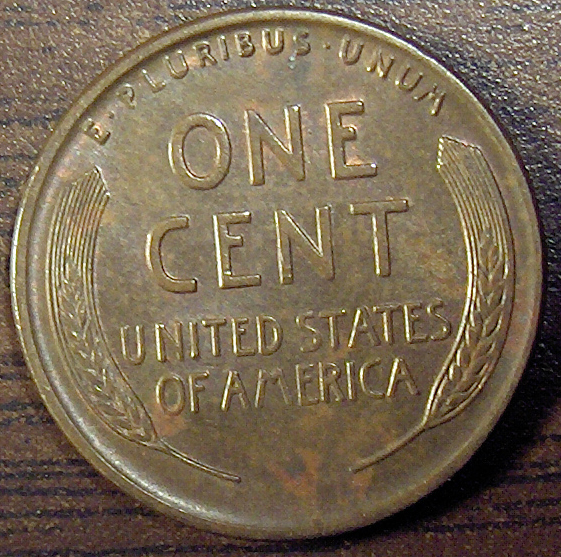 E·PLURIBUS·UNUM
ONE
CENT
UNITED STATES
OF AMERICA